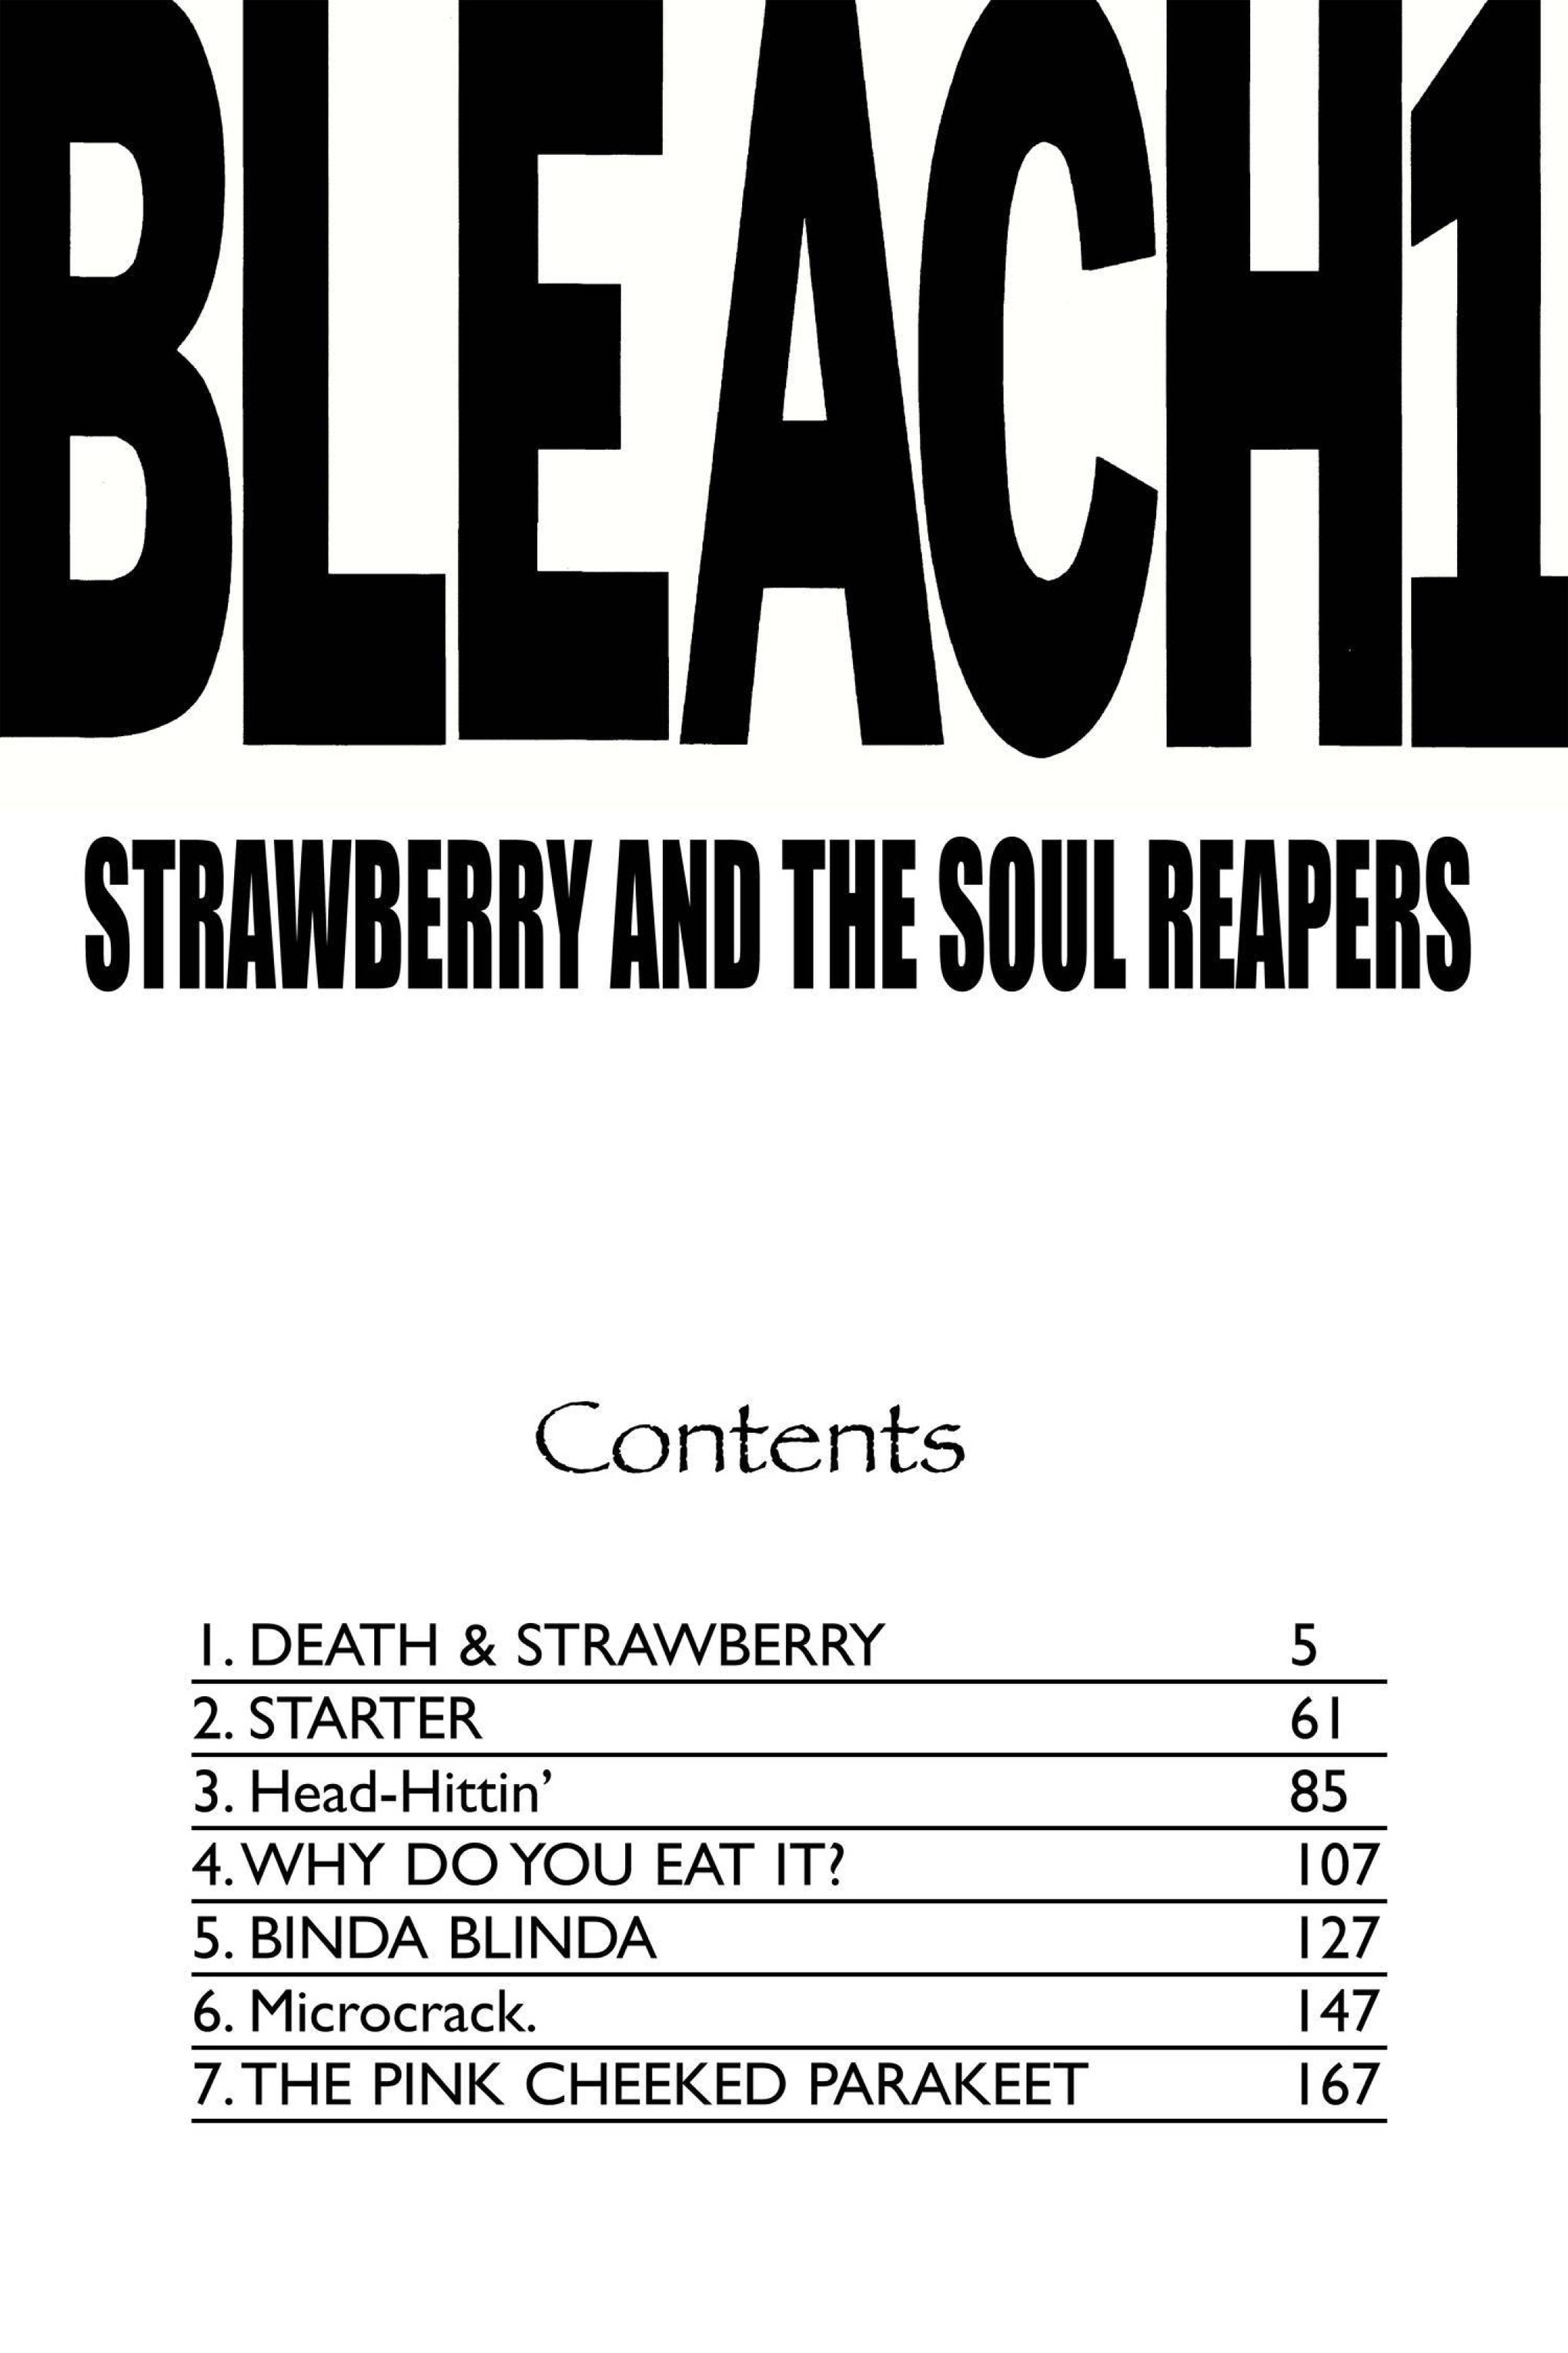 BLEACH1
STRAWBERRY AND THE SOUL REAPERS
Contents
1. DEATH & STRAWBERRY 5
2. STARTER 61
3. Head-Hittin’ 85
4. WHY DO YOU EAT IT? 107
5. BINDA BLINDA 127
6. Microcrack. 147
7. THE PINK CHEEKED PARAKEET 167